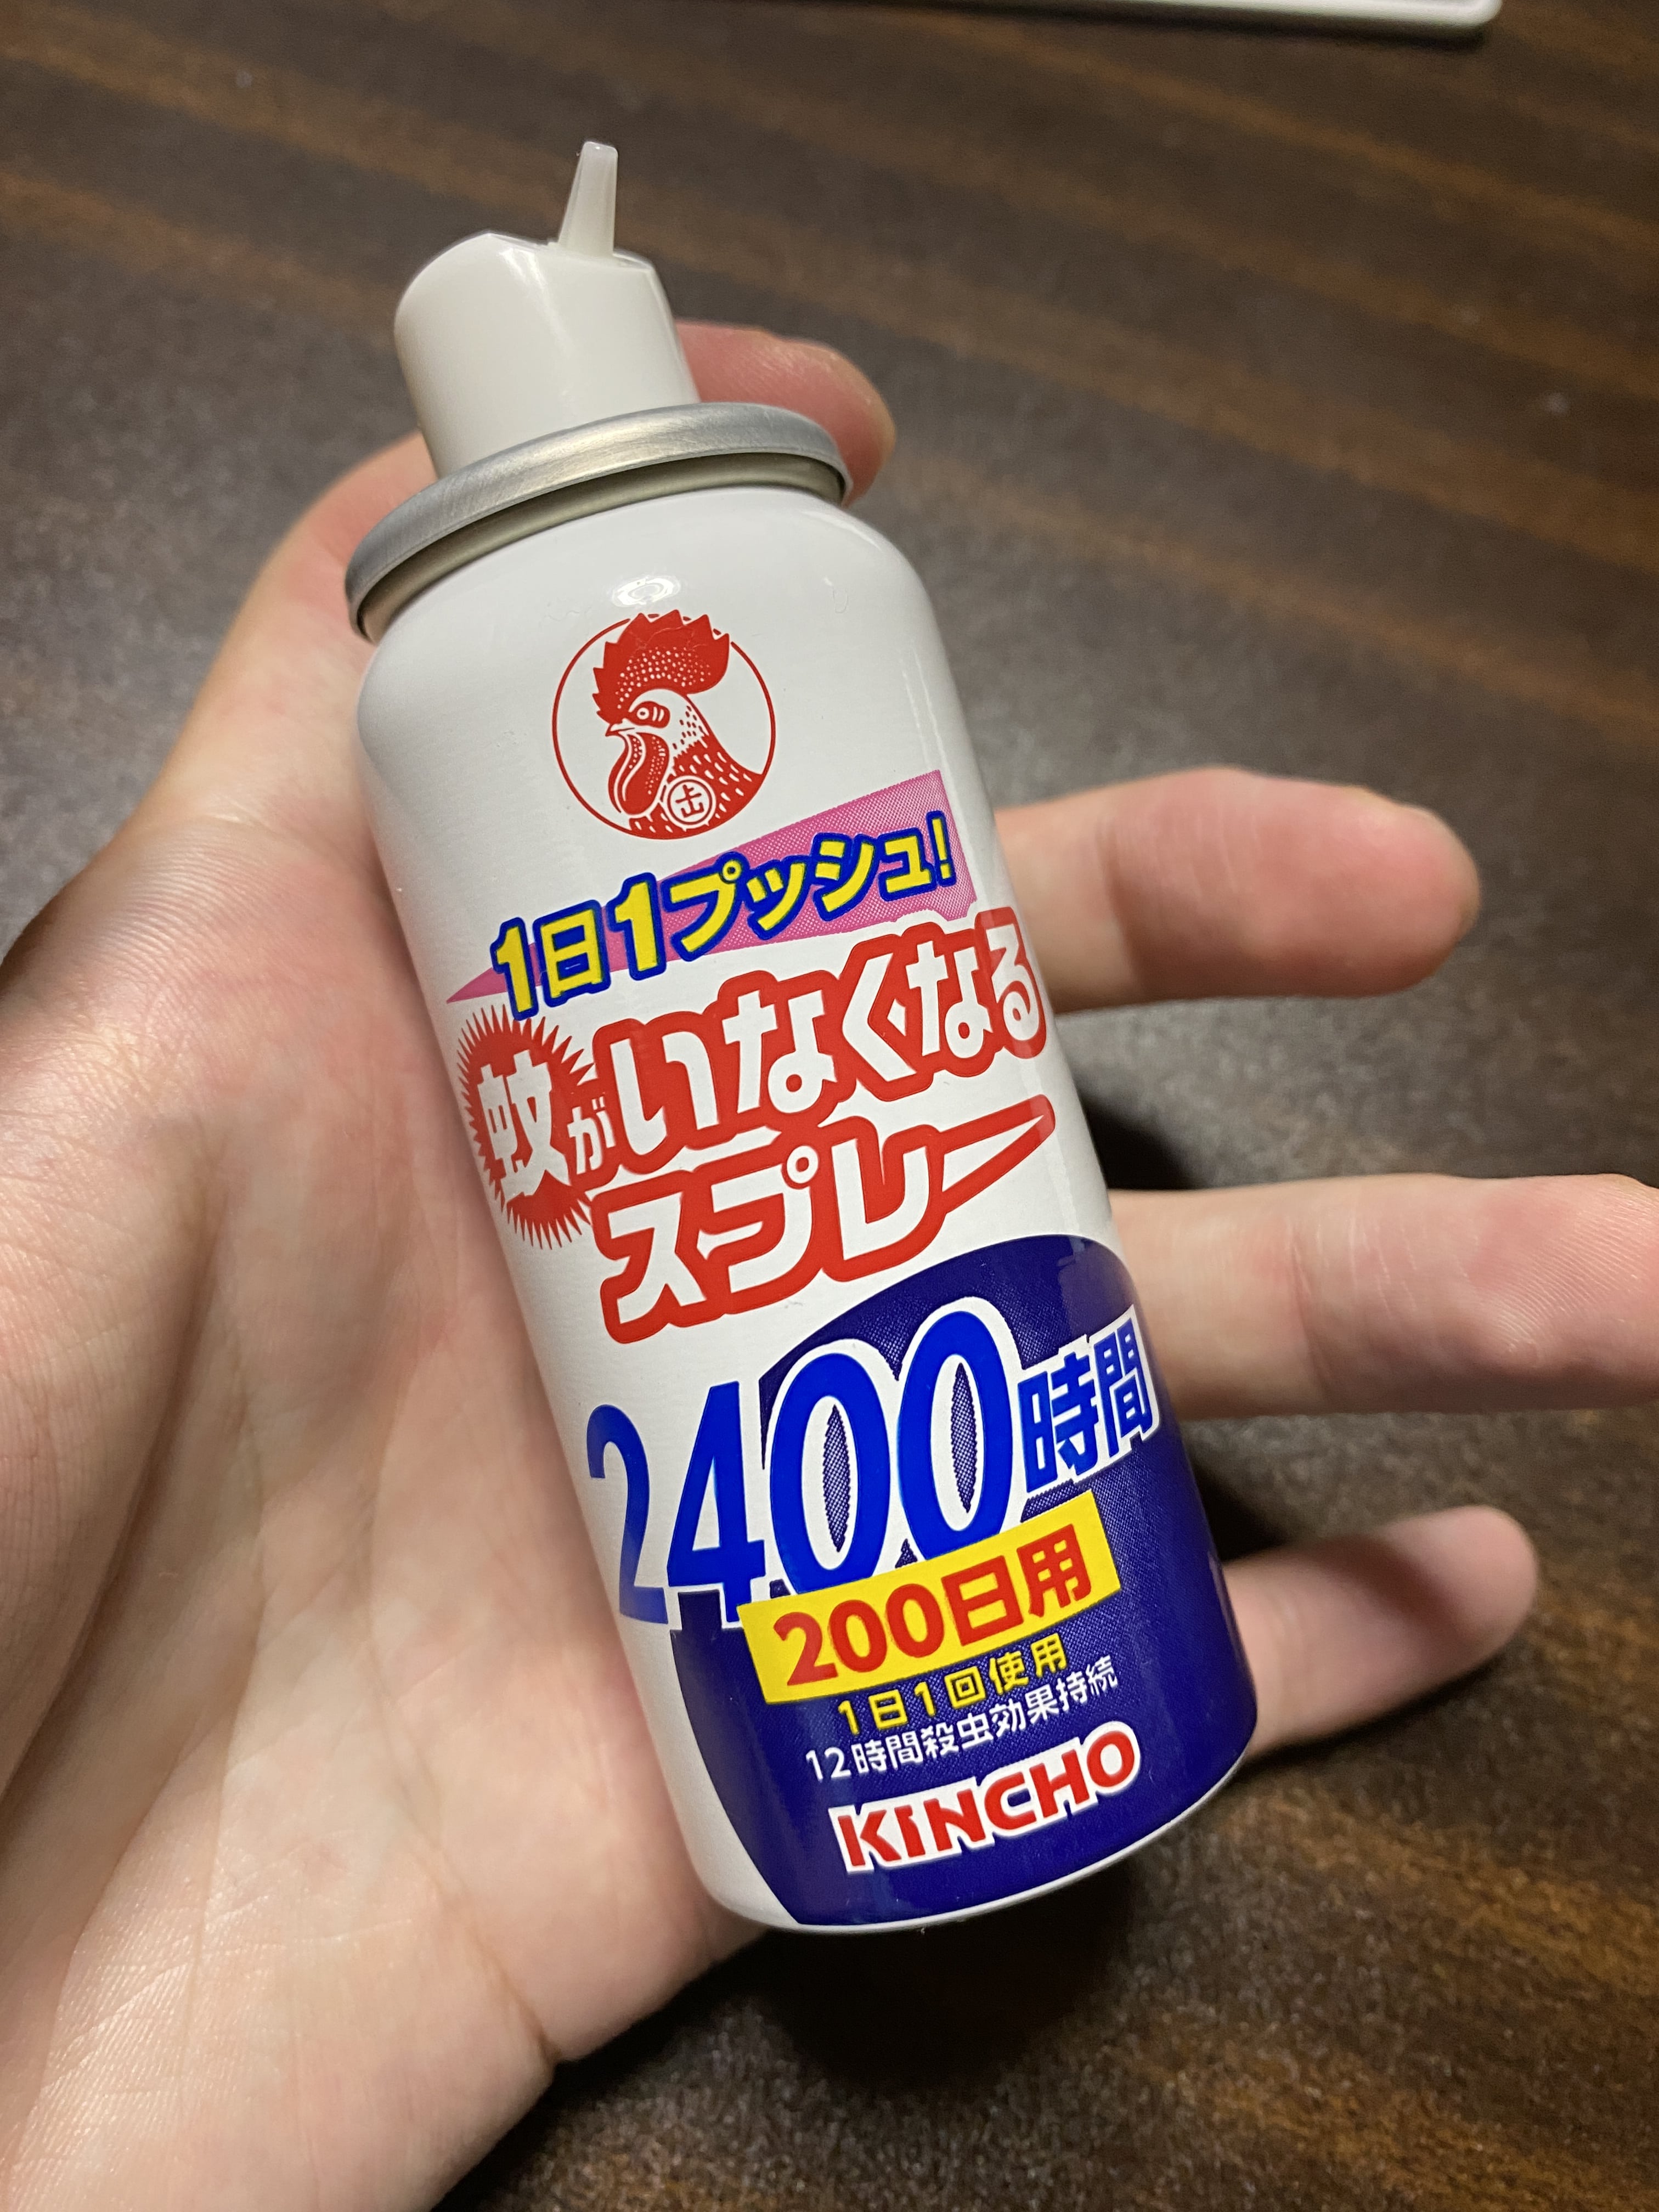 1日1プッシュ!
蚊がいなくなる
スプレー
2400時間
200日用
1日1回使用
12時間殺虫効果持続
KINCHO